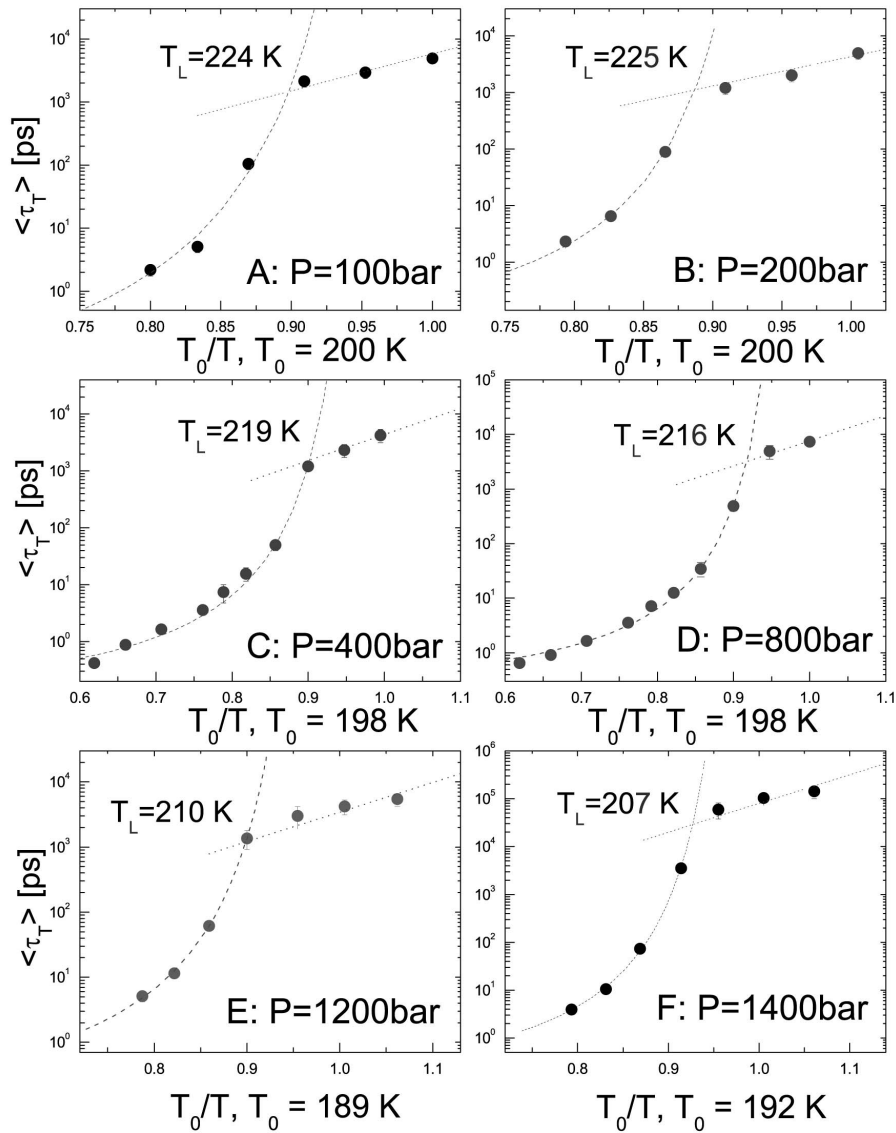 T_L=224 K
<τ_T> [ps]
10^4
10^3
10^2
10^1
10^0
A: P=100bar
0.75 0.80 0.85 0.90 0.95 1.00
T_0/T, T_0 = 200 K
T_L=225 K
10^4
10^3
10^2
10^1
10^0
B: P=200bar
0.75 0.80 0.85 0.90 0.95 1.00
T_0/T, T_0 = 200 K
T_L=219 K
<τ_T> [ps]
10^4
10^3
10^2
10^1
10^0
C: P=400bar
0.6 0.7 0.8 0.9 1.0 1.1
T_0/T, T_0 = 198 K
T_L=216 K
10^5
10^4
10^3
10^2
10^1
10^0
D: P=800bar
0.6 0.7 0.8 0.9 1.0 1.1
T_0/T, T_0 = 198 K
T_L=210 K
<τ_T> [ps]
10^4
10^3
10^2
10^1
10^0
E: P=1200bar
0.8 0.9 1.0 1.1
T_0/T, T_0 = 189 K
T_L=207 K
10^6
10^5
10^4
10^3
10^2
10^1
10^0
F: P=1400bar
0.8 0.9 1.0 1.1
T_0/T, T_0 = 192 K